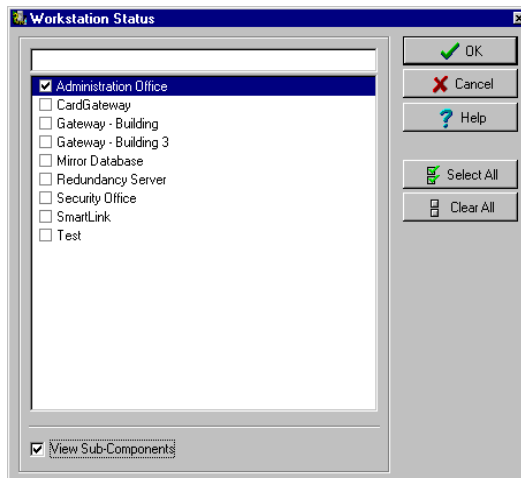 Workstation Status
OK
Administration Office
Cancel
CardGateway
Gateway - Building
Help
Gateway - Building 3
Mirror Database
Redundancy Server
Select All
Security Office
SmartLink
Clear All
Test
View Sub-Components